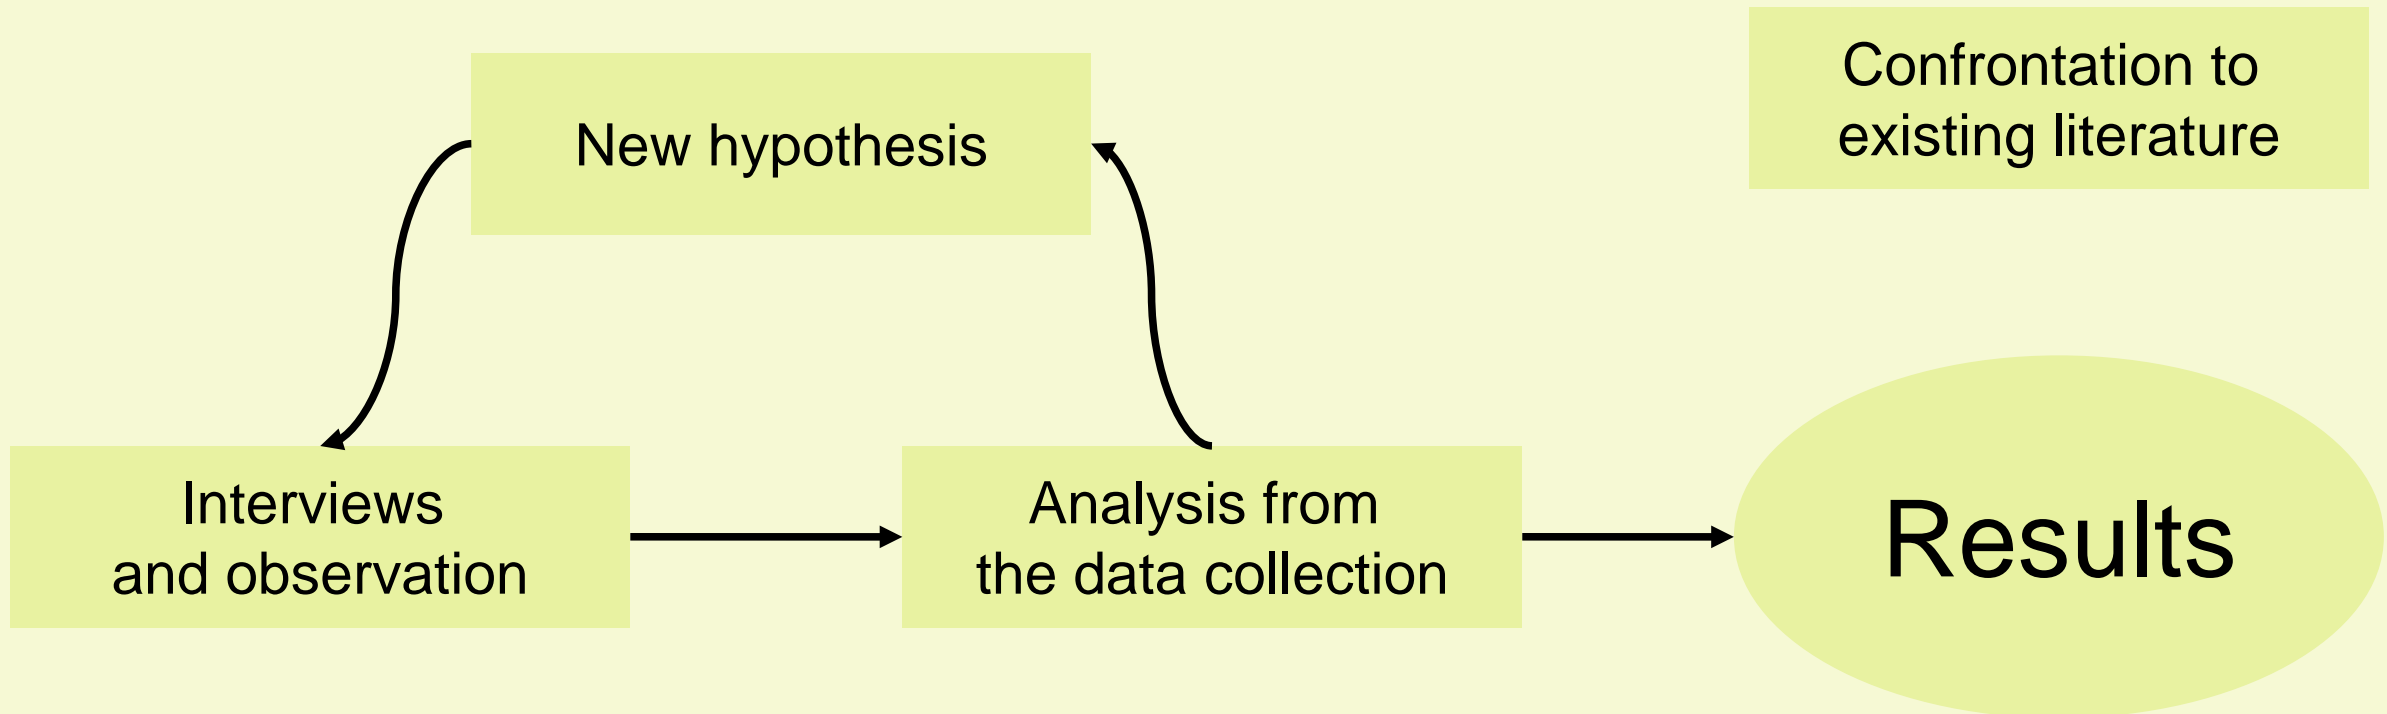 New hypothesis
Confrontation to
existing literature
Interviews
and observation
Analysis from
the data collection
Results